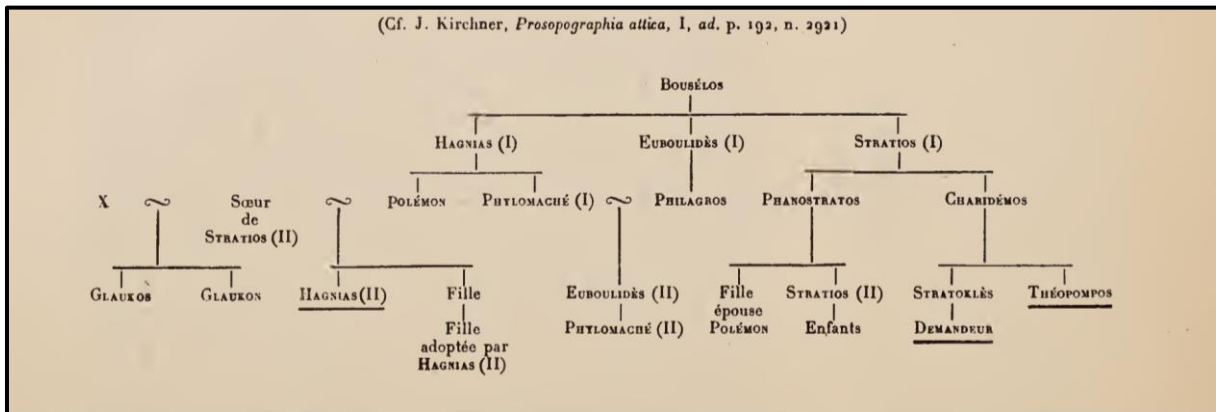 (Cf. J. Kirchner, Prosopographia attica, I, ad. p. 192, n. 2921)
Bousélos
Hagnias (I) Euboulidès (I) Stratios (I)
X Sœur Polémon Phylomaché (I) Philagros Phanostratos Charidémos
de
Stratios (II)
Glaukos Glaukon Hagnias (II) Fille Euboulidès (II) Fille Stratios (II) Stratoklès Théopompos
Fille Phylomaché (II) épouse Enfants Demandeur
adoptée par Polémon
Hagnias (II)